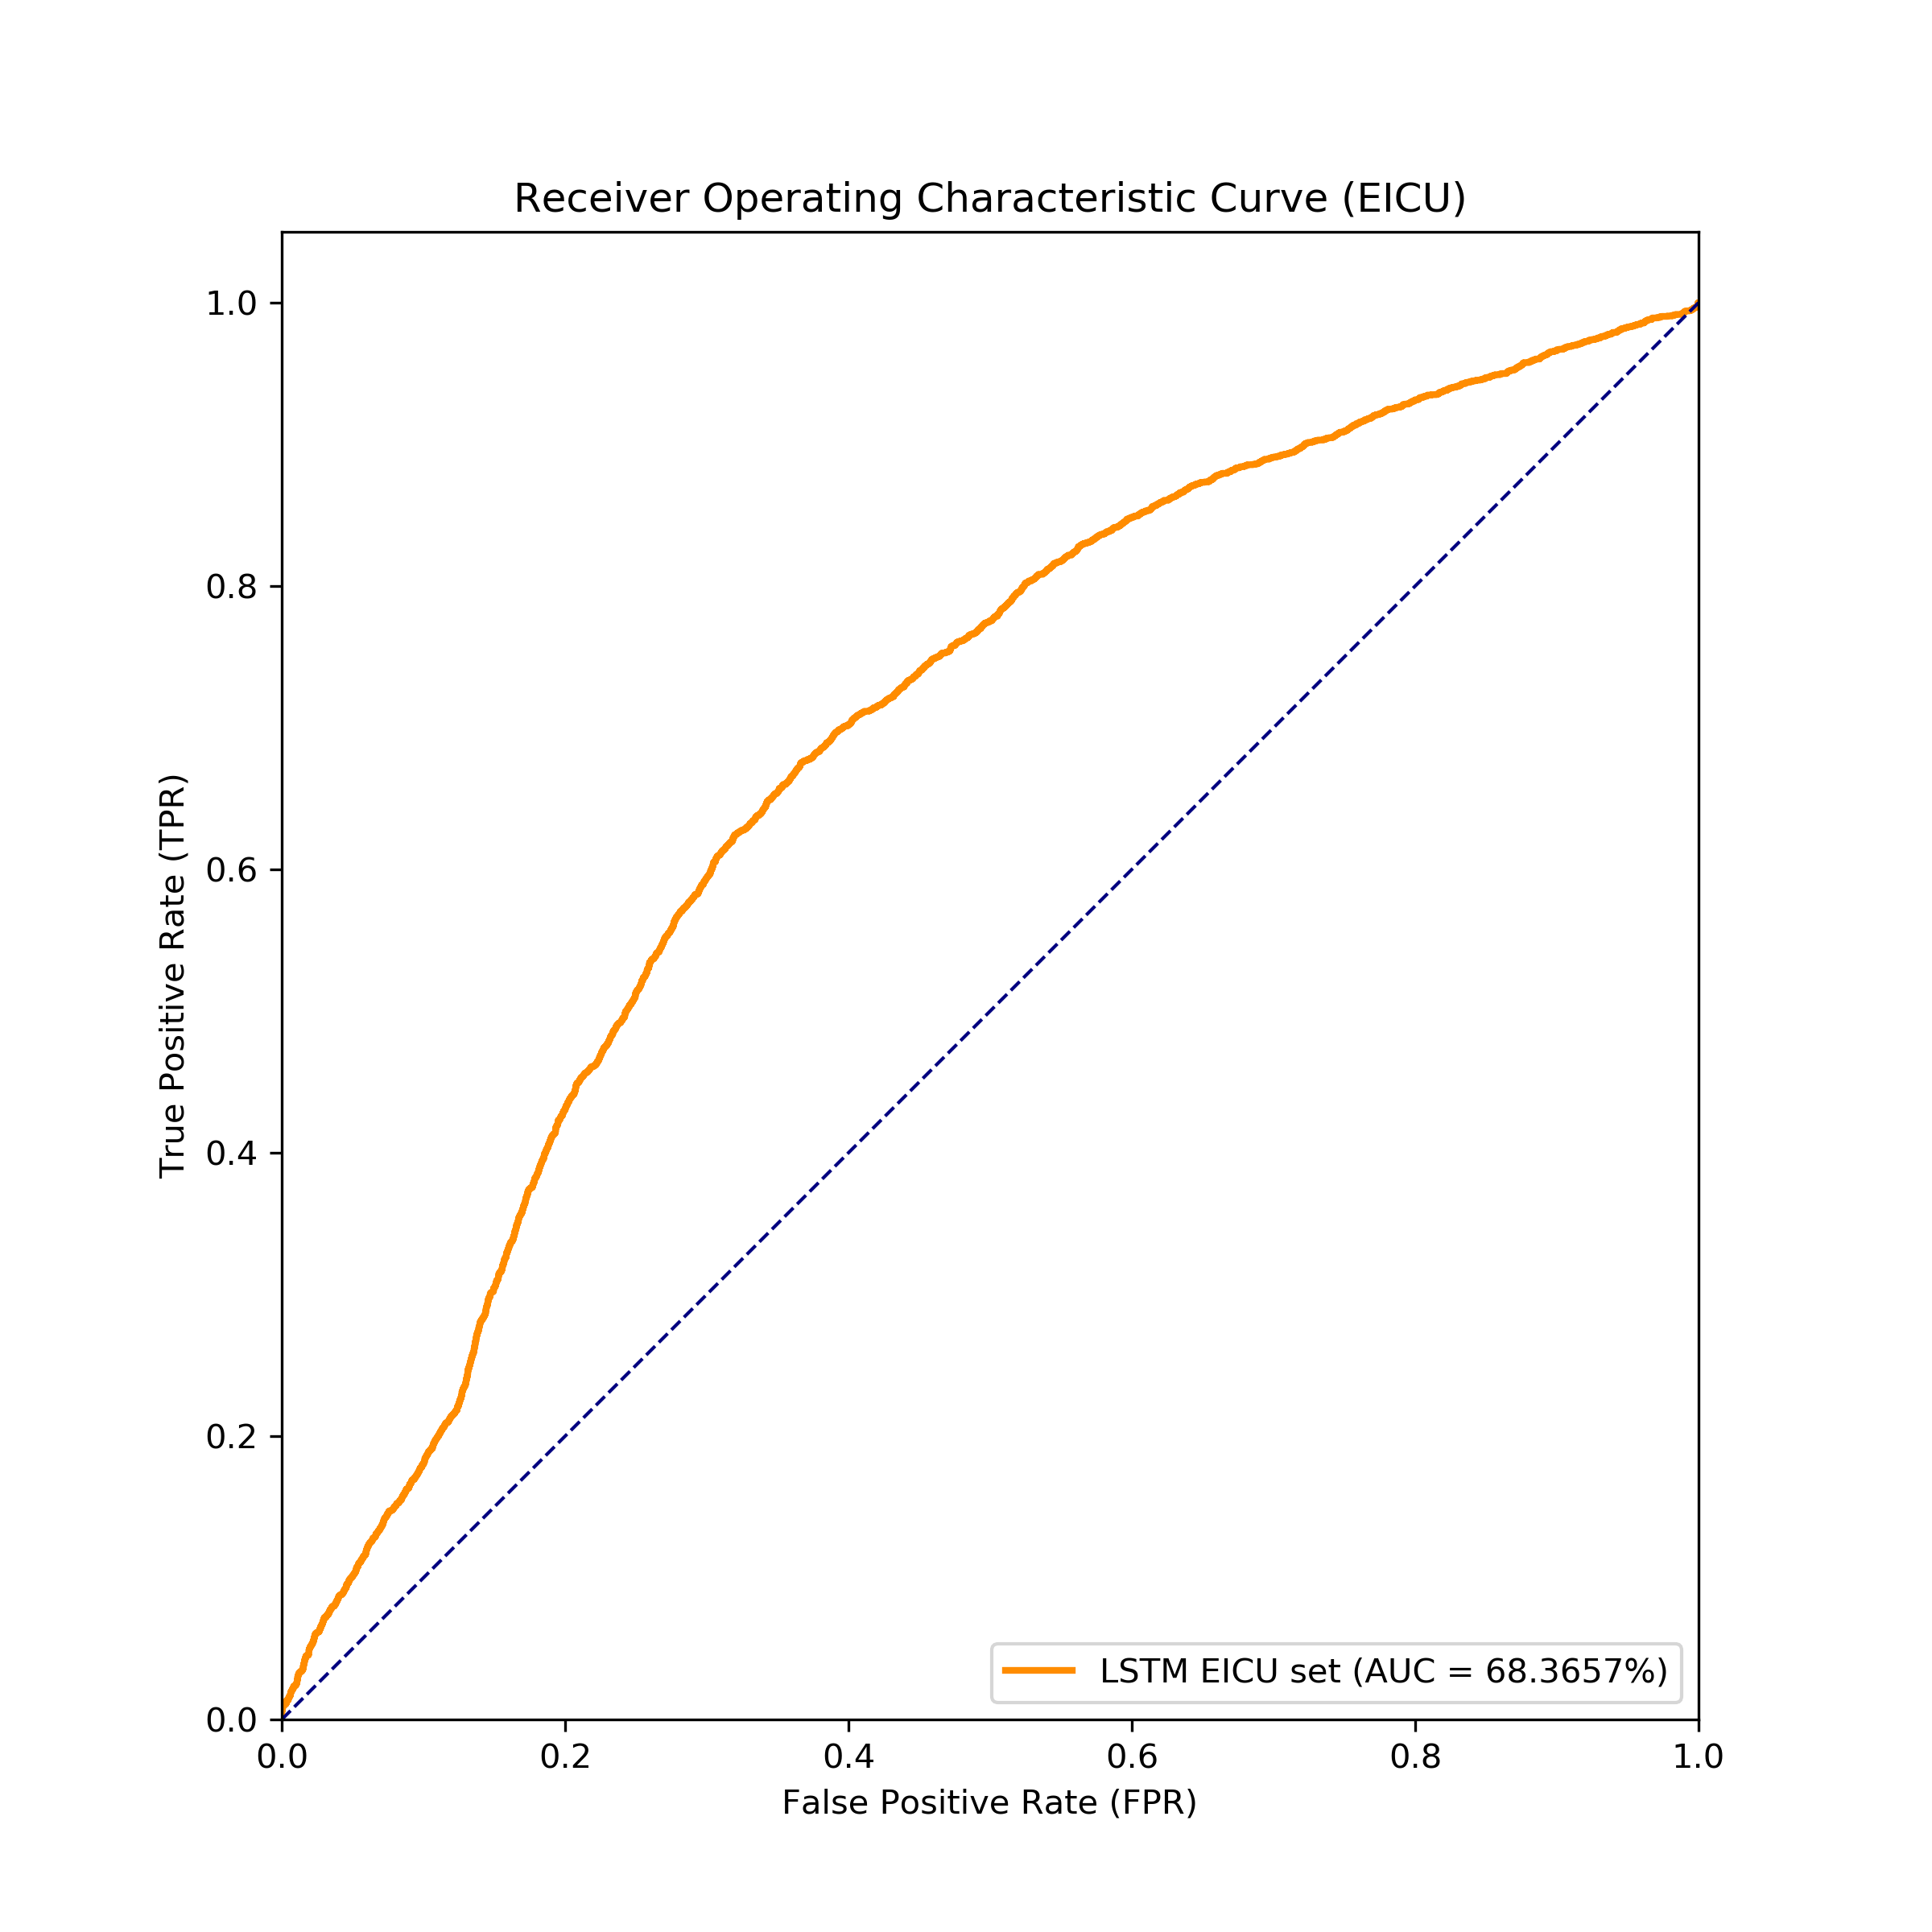 Receiver Operating Characteristic Curve (EICU)
True Positive Rate (TPR)
1.0
0.8
0.6
0.4
0.2
0.0
LSTM EICU set (AUC = 68.3657%)
0.0 0.2 0.4 0.6 0.8 1.0
False Positive Rate (FPR)